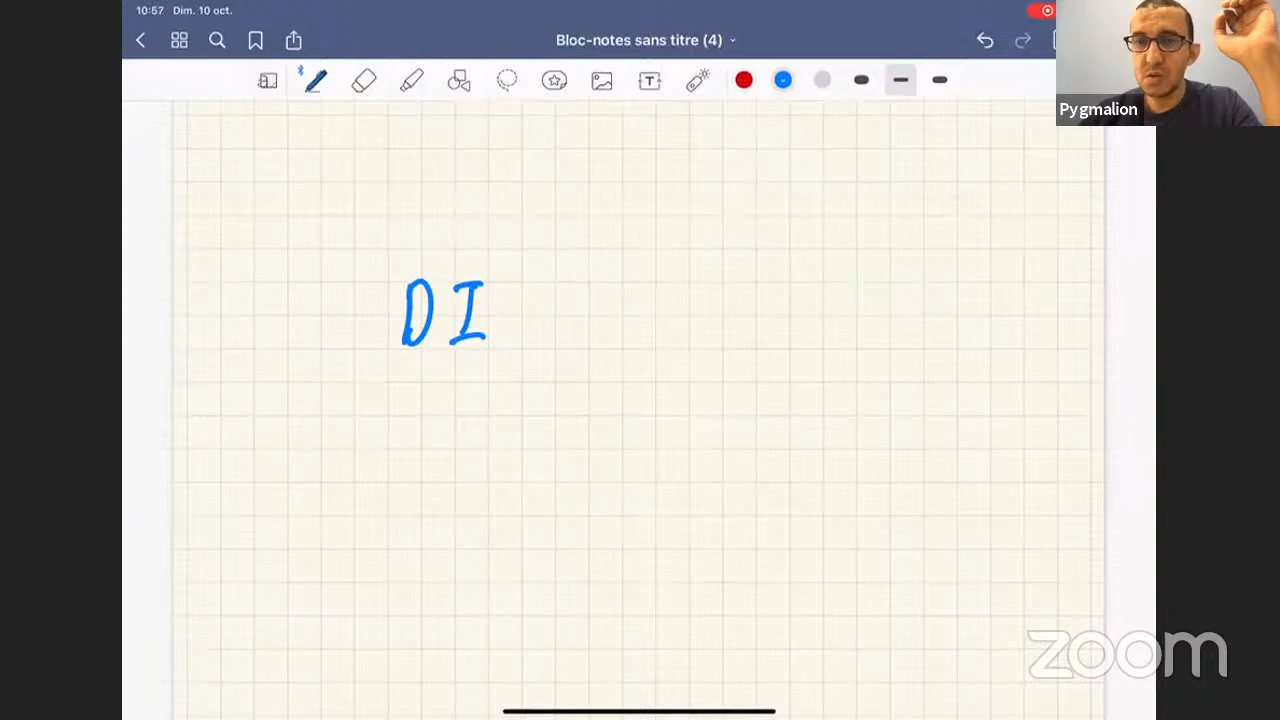 10:57 Dim. 10 oct.
Bloc-notes sans titre (4)
T
Pygmalion
DI
zoom